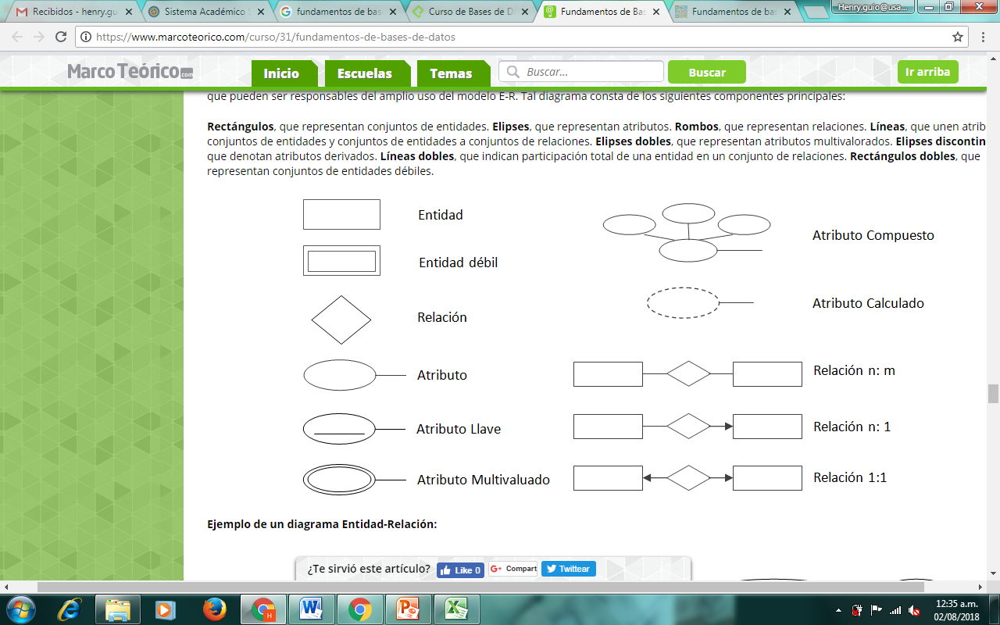 Recibidos - henry.gu
Sistema Académico S
fundamentos de bas
Curso de Bases de D
Fundamentos de Bas
Fundamentos de bas
Henry.guio@usa...
https://www.marcoteorico.com/curso/31/fundamentos-de-bases-de-datos
MarcoTeórico.com
Inicio
Escuelas
Temas
Buscar...
Buscar
Ir arriba
que pueden ser responsables del amplio uso del modelo E-R. Tal diagrama consta de los siguientes componentes principales:
Rectángulos, que representan conjuntos de entidades. Elipses, que representan atributos. Rombos, que representan relaciones. Líneas, que unen atrib
conjuntos de entidades y conjuntos de entidades a conjuntos de relaciones. Elipses dobles, que representan atributos multivalorados. Elipses discontin
que denotan atributos derivados. Líneas dobles, que indican participación total de una entidad en un conjunto de relaciones. Rectángulos dobles, que
representan conjuntos de entidades débiles.
Entidad
Entidad débil
Relación
Atributo
Atributo Llave
Atributo Multivaluado
Atributo Compuesto
Atributo Calculado
Relación n: m
Relación n: 1
Relación 1:1
Ejemplo de un diagrama Entidad-Relación:
¿Te sirvió este artículo?
Like 0
G+ Compart
Twittear
12:35 a.m.
02/08/2018